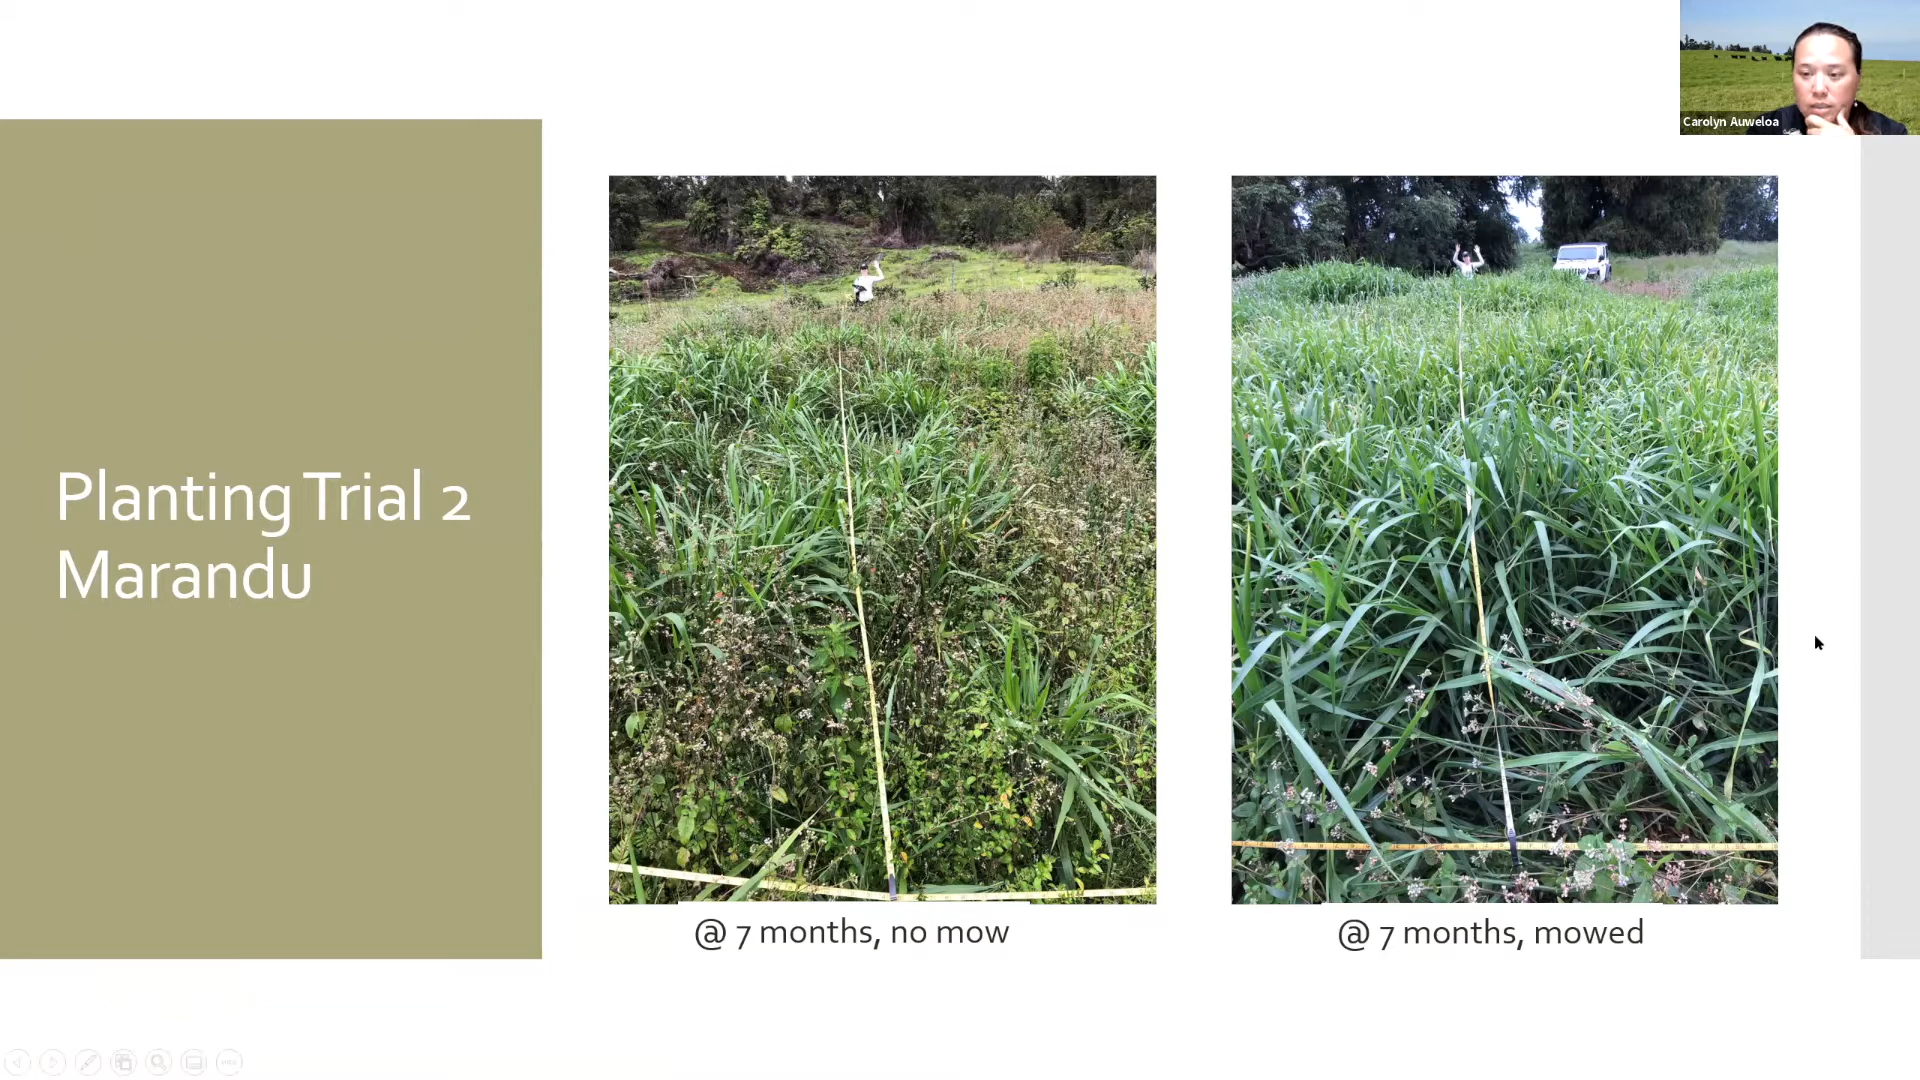 Carolyn Auweloa
Planting Trial 2
Marandu
@ 7 months, no mow
@ 7 months, mowed